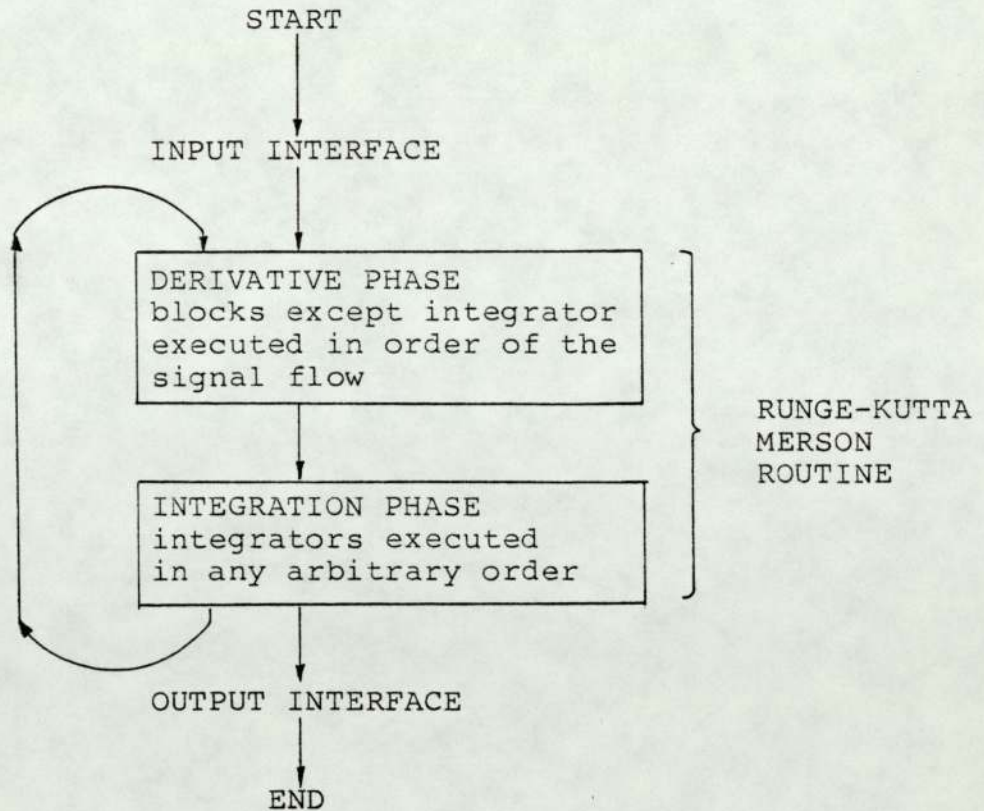 START
INPUT INTERFACE
DERIVATIVE PHASE
blocks except integrator
executed in order of the
signal flow
INTEGRATION PHASE
integrators executed
in any arbitrary order
RUNGE-KUTTA
MERSON
ROUTINE
OUTPUT INTERFACE
END